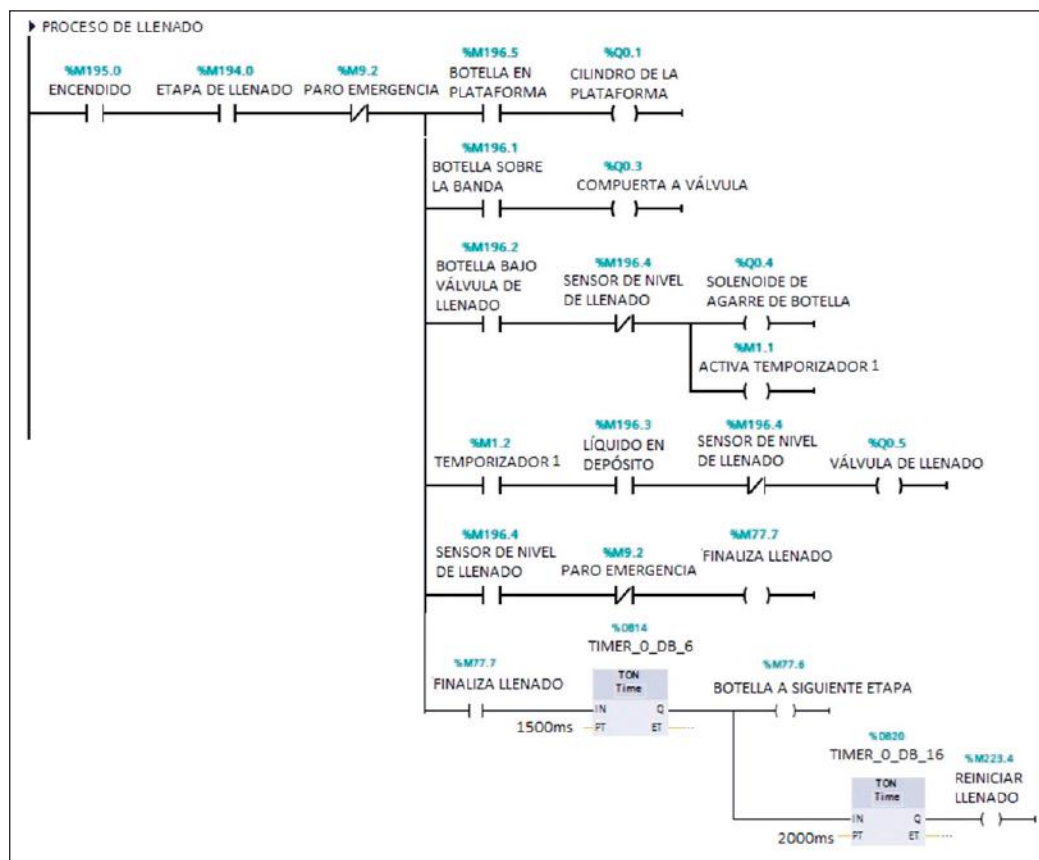 PROCESO DE LLENADO
%M195.0 %M194.0 %M9.2 %M196.5 %Q0.1
ENCENDIDO ETAPA DE LLENADO PARO EMERGENCIA BOTELLA EN CILINDRO DE LA
PLATAFORMA PLATAFORMA
%M196.1 %Q0.3
BOTELLA SOBRE COMPUERTA A VÁLVULA
LA BANDA
%M196.2 %M196.4 %Q0.4
BOTELLA BAJO SENSOR DE NIVEL SOLENOIDE DE
VÁLVULA DE DE LLENADO AGARRE DE BOTELLA
LLENADO
%M1.1
ACTIVA TEMPORIZADOR 1
%M1.2 %M196.3 %M196.4 %Q0.5
TEMPORIZADOR 1 LÍQUIDO EN SENSOR DE NIVEL VÁLVULA DE LLENADO
DEPÓSITO DE LLENADO
%M196.4 %M9.2 %M77.7
SENSOR DE NIVEL PARO EMERGENCIA FINALIZA LLENADO
DE LLENADO
%DB14
TIMER_0_DB_6
%M77.7 TON %M77.6
FINALIZA LLENADO Time BOTELLA A SIGUIENTE ETAPA
IN Q
1500ms PT ET
%DB20
TIMER_0_DB_16 %M223.4
TON REINICIAR
Time LLENADO
IN Q
2000ms PT ET